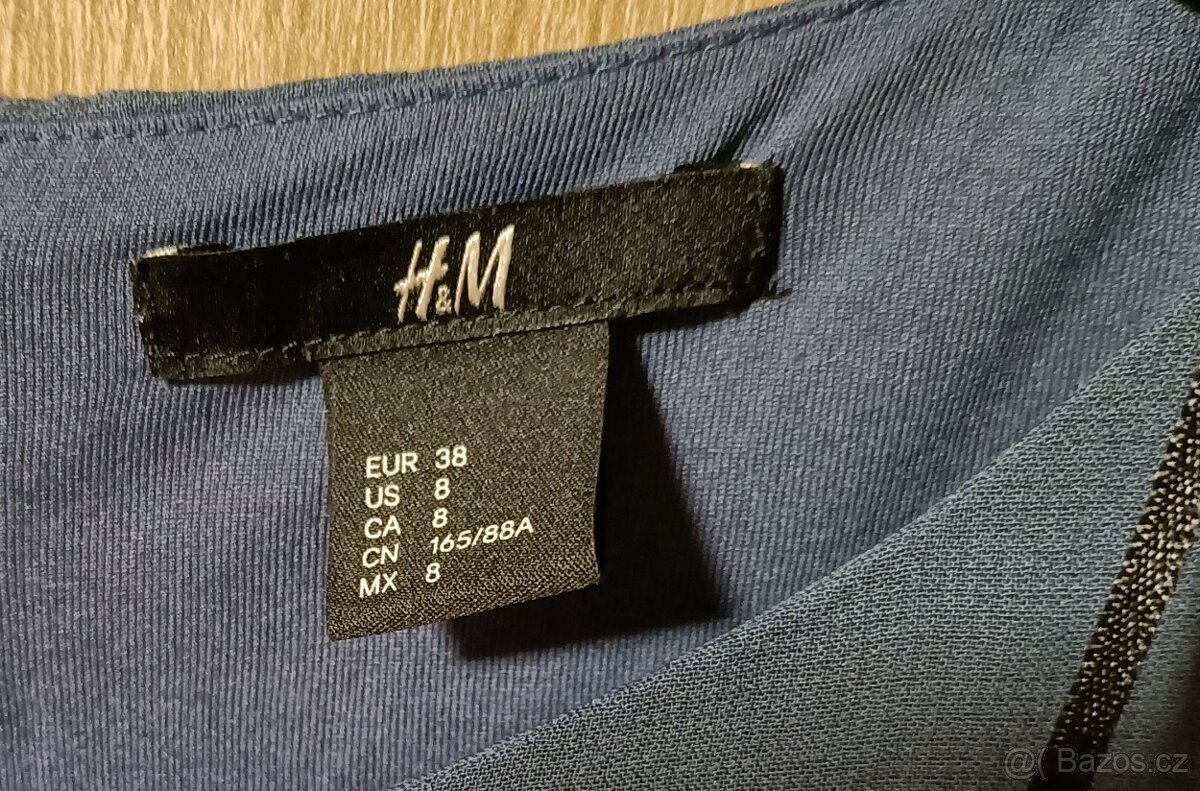 H&M
EUR 38
US 8
CA 8
CN 165/88A
MX 8
@( Bazos.cz